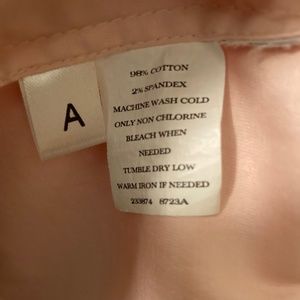 A
98% COTTON
2% SPANDEX
MACHINE WASH COLD
ONLY NON CHLORINE
BLEACH WHEN
NEEDED
TUMBLE DRY LOW
WARM IRON IF NEEDED
233874 8723A